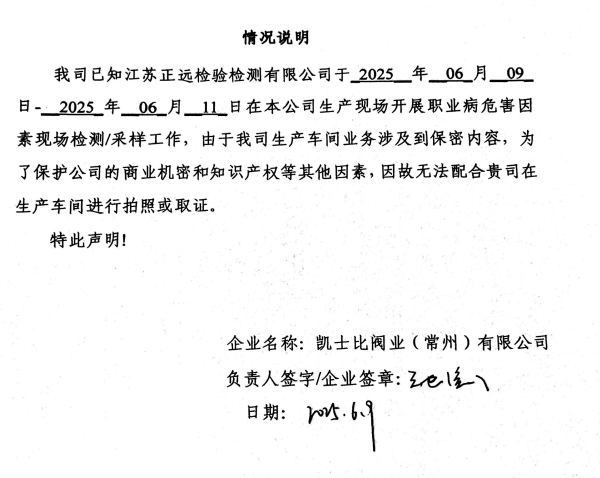 情况说明
我司已知江苏正远检验检测有限公司于 2025 年 06 月 09
日- 2025 年 06 月 11 日在本公司生产现场开展职业病危害因
素现场检测/采样工作，由于我司生产车间业务涉及到保密内容，为
了保护公司的商业机密和知识产权等其他因素，因故无法配合贵司在
生产车间进行拍照或取证。
特此声明!
企业名称：凯士比阀业（常州）有限公司
负责人签字/企业签章：
日期： 2025.6.9